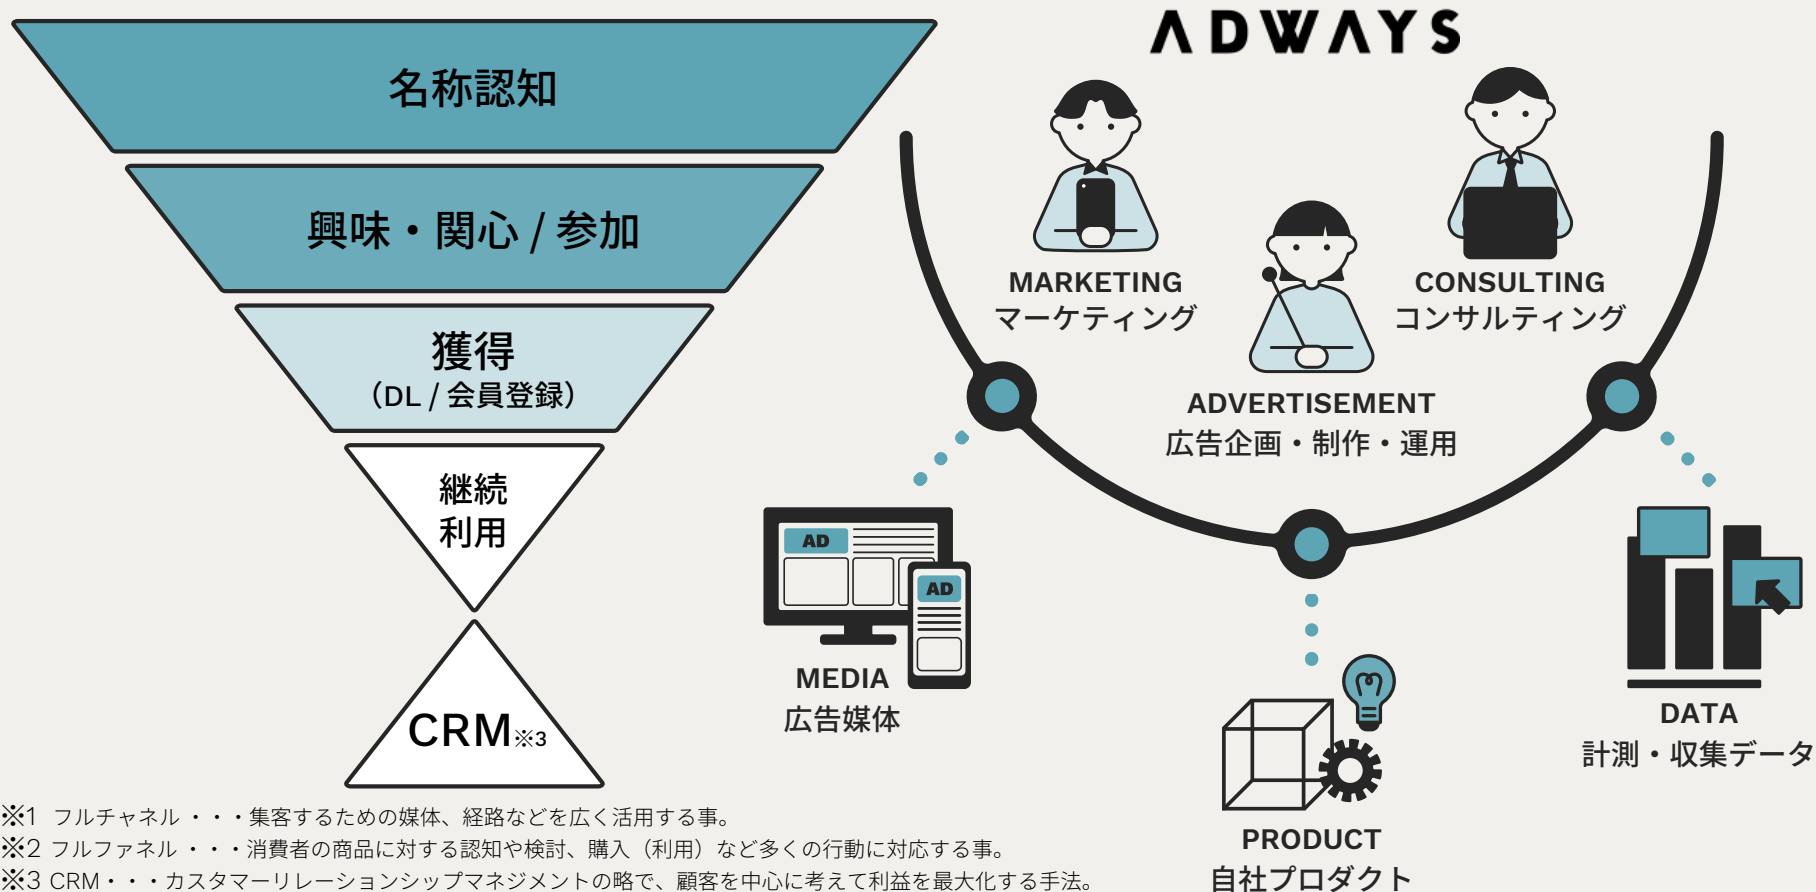 名称認知
興味・関心 / 参加
獲得
（DL / 会員登録）
継続
利用
CRM※3
ADWAYS
MARKETING
マーケティング
CONSULTING
コンサルティング
ADVERTISEMENT
広告企画・制作・運用
AD
AD
MEDIA
広告媒体
PRODUCT
自社プロダクト
DATA
計測・収集データ
※1 フルチャネル ・・・集客するための媒体、経路などを広く活用する事。
※2 フルファネル ・・・消費者の商品に対する認知や検討、購入（利用）など多くの行動に対応する事。
※3 CRM・・・カスタマーリレーションシップマネジメントの略で、顧客を中心に考えて利益を最大化する手法。